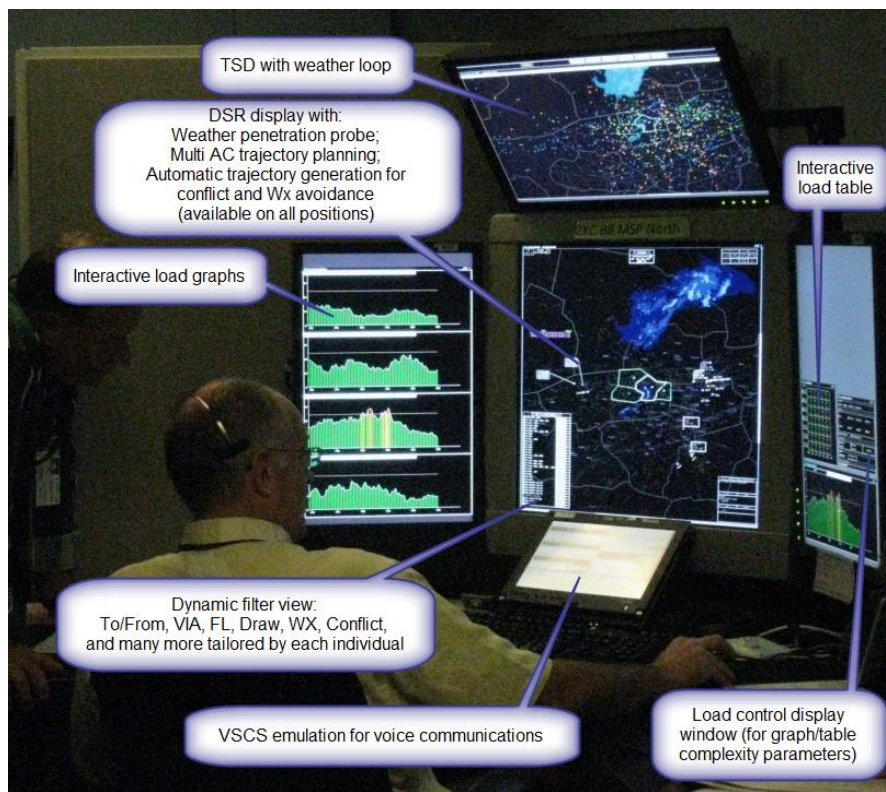 TSD with weather loop
DSR display with:
Weather penetration probe;
Multi AC trajectory planning;
Automatic trajectory generation for
conflict and Wx avoidance
(available on all positions)
Interactive
load table
ZKC 88 MSP North
Interactive load graphs
Dynamic filter view:
To/From, VIA, FL, Draw, WX, Conflict,
and many more tailored by each individual
VSCS emulation for voice communications
Load control display
window (for graph/table
complexity parameters)